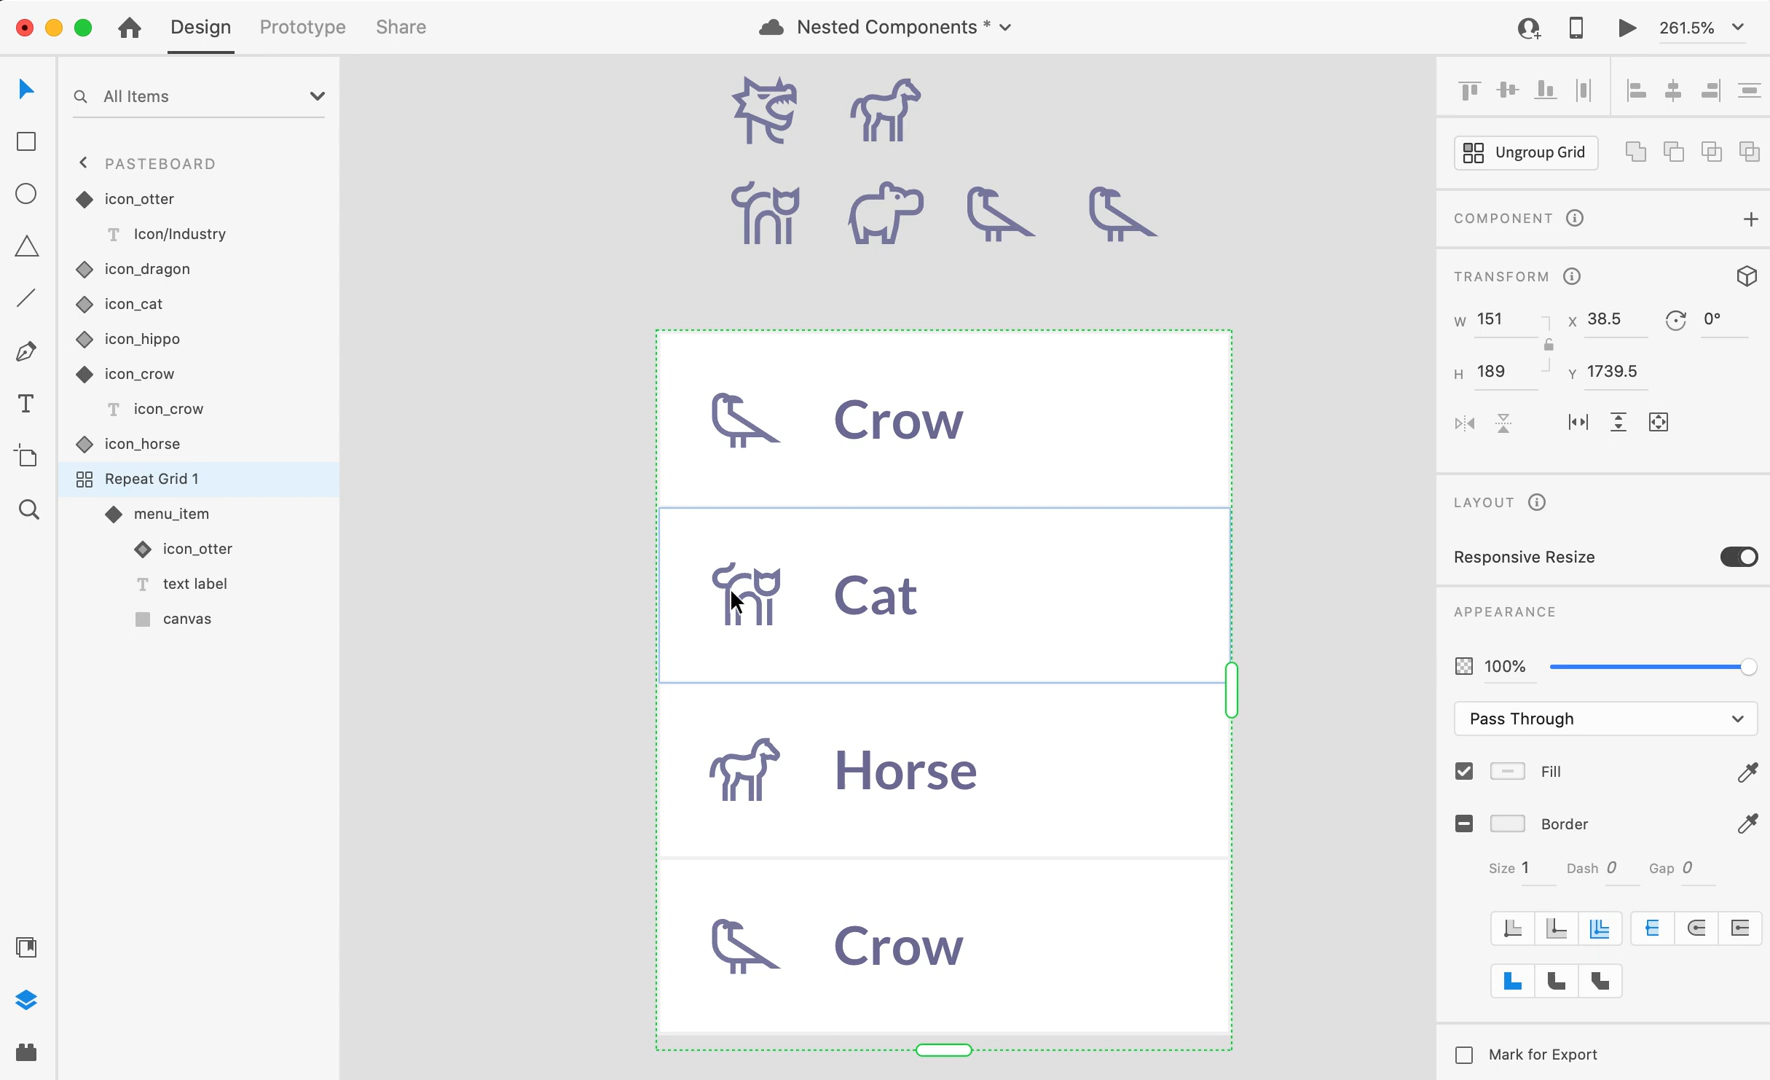 Design Prototype Share
Nested Components *
261.5%
All Items
PASTEBOARD
icon_otter
Icon/Industry
icon_dragon
icon_cat
icon_hippo
icon_crow
icon_crow
icon_horse
Repeat Grid 1
menu_item
icon_otter
text label
canvas
Crow
Cat
Horse
Crow
Ungroup Grid
COMPONENT
TRANSFORM
W 151 X 38.5 0°
H 189 Y 1739.5
LAYOUT
Responsive Resize
APPEARANCE
100%
Pass Through
Fill
Border
Size 1 Dash 0 Gap 0
Mark for Export